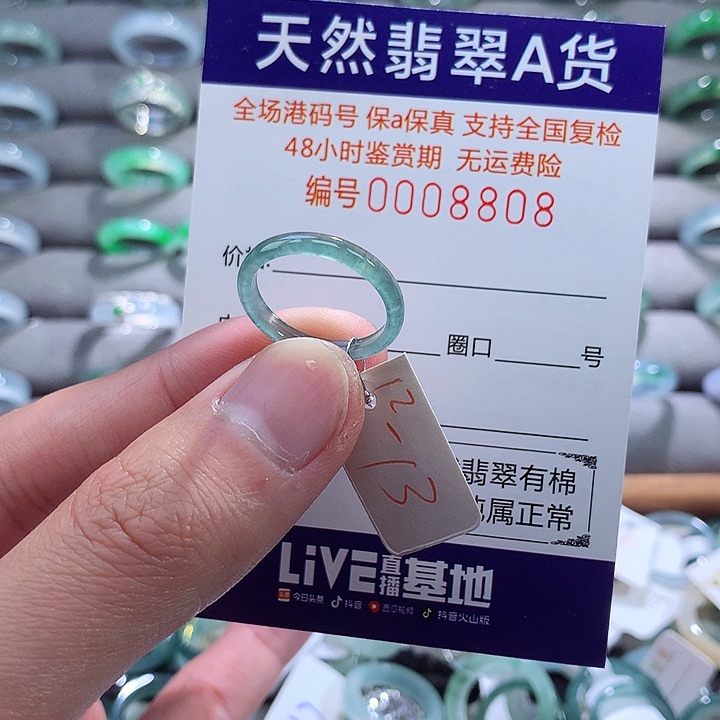 天然翡翠A货
全场港码号 保a保真 支持全国复检
48小时鉴赏期 无运费险
编号0008808
价
圈口 号
12-13
翡翠有棉
属正常
LiVE直播基地
今日头条 抖音 西瓜视频 抖音火山版